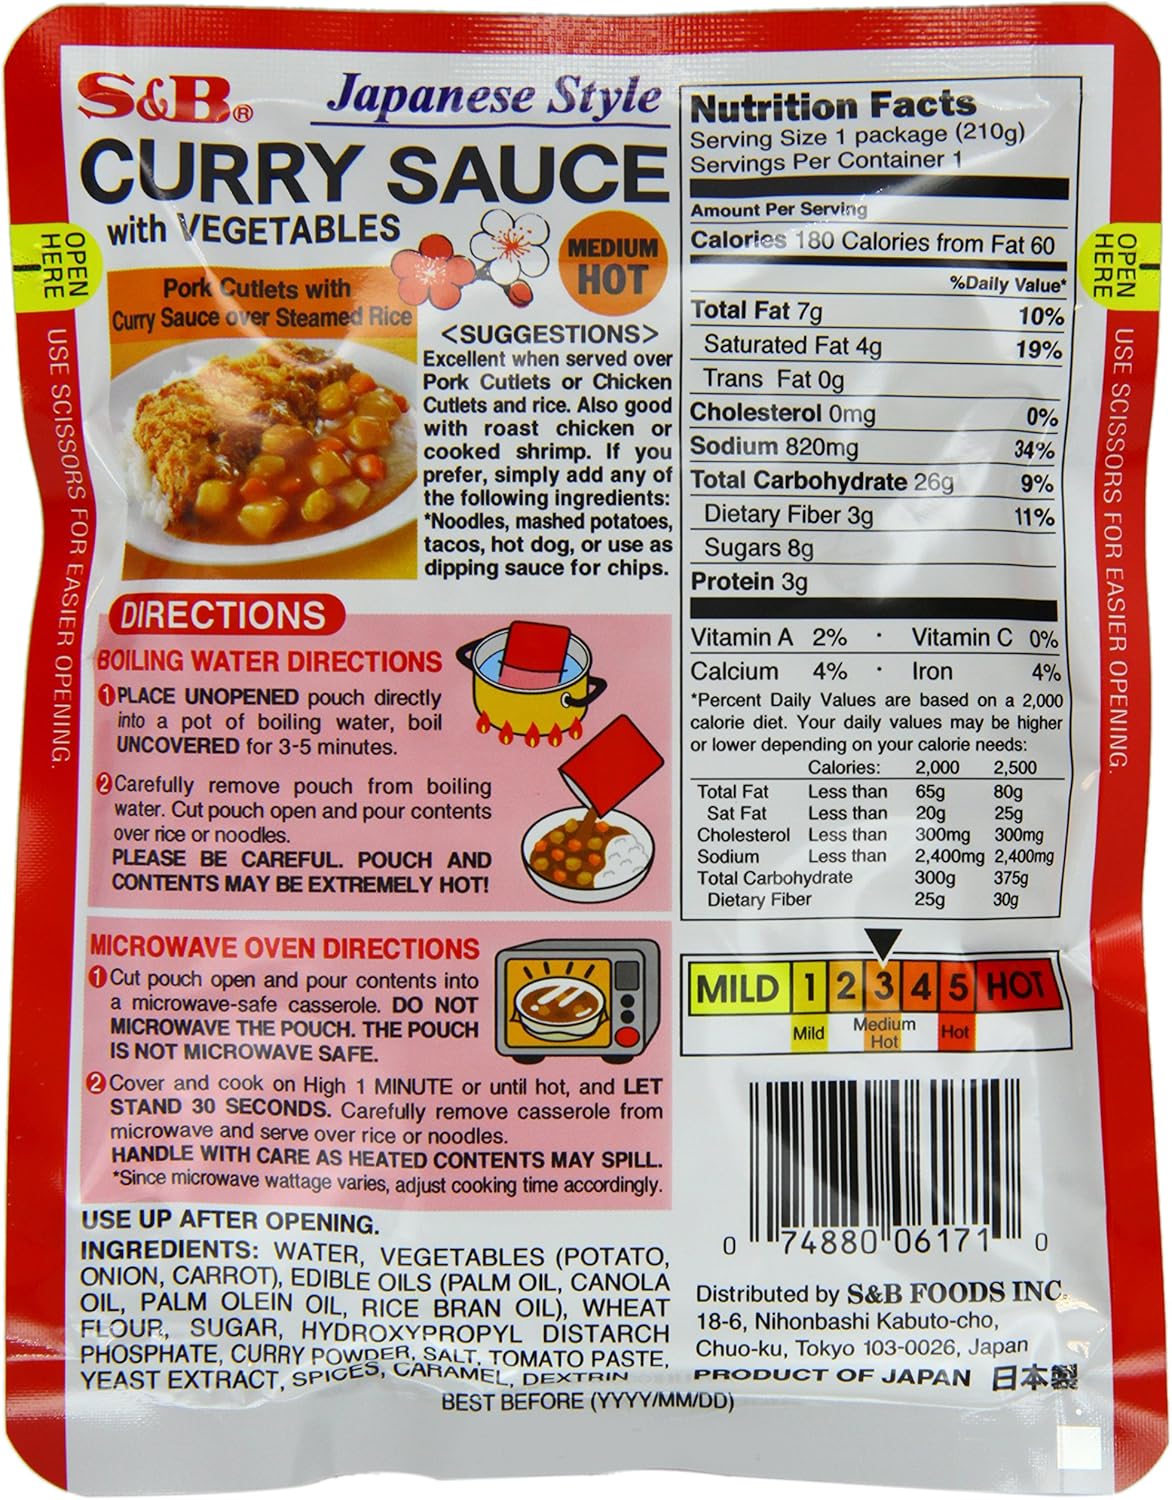 S&B®
Japanese Style
CURRY SAUCE
with VEGETABLES
MEDIUM
HOT
OPEN
HERE
USE SCISSORS FOR EASIER OPENING.
Pork Cutlets with
Curry Sauce over Steamed Rice
<SUGGESTIONS>
Excellent when served over
Pork Cutlets or Chicken
Cutlets and rice. Also good
with roast chicken or
cooked shrimp. If you
prefer, simply add any of
the following ingredients:
*Noodles, mashed potatoes,
tacos, hot dog, or use as
dipping sauce for chips.
DIRECTIONS
BOILING WATER DIRECTIONS
❶PLACE UNOPENED pouch directly
into a pot of boiling water, boil
UNCOVERED for 3-5 minutes.
❷Carefully remove pouch from boiling
water. Cut pouch open and pour contents
over rice or noodles.
PLEASE BE CAREFUL. POUCH AND
CONTENTS MAY BE EXTREMELY HOT!
MICROWAVE OVEN DIRECTIONS
❶Cut pouch open and pour contents into
a microwave-safe casserole. DO NOT
MICROWAVE THE POUCH. THE POUCH
IS NOT MICROWAVE SAFE.
❷Cover and cook on High 1 MINUTE or until hot, and LET
STAND 30 SECONDS. Carefully remove casserole from
microwave and serve over rice or noodles.
HANDLE WITH CARE AS HEATED CONTENTS MAY SPILL.
*Since microwave wattage varies, adjust cooking time accordingly.
USE UP AFTER OPENING.
INGREDIENTS: WATER, VEGETABLES (POTATO,
ONION, CARROT), EDIBLE OILS (PALM OIL, CANOLA
OIL, PALM OLEIN OIL, RICE BRAN OIL), WHEAT
FLOUR, SUGAR, HYDROXYPROPYL DISTARCH
PHOSPHATE, CURRY POWDER, SALT, TOMATO PASTE,
YEAST EXTRACT, SPICES, CARAMEL, DEXTRIN
BEST BEFORE (YYYY/MM/DD)
Nutrition Facts
Serving Size 1 package (210g)
Servings Per Container 1
Amount Per Serving
Calories 180 Calories from Fat 60
%Daily Value*
Total Fat 7g 10%
Saturated Fat 4g 19%
Trans Fat 0g
Cholesterol 0mg 0%
Sodium 820mg 34%
Total Carbohydrate 26g 9%
Dietary Fiber 3g 11%
Sugars 8g
Protein 3g
Vitamin A 2% · Vitamin C 0%
Calcium 4% · Iron 4%
*Percent Daily Values are based on a 2,000
calorie diet. Your daily values may be higher
or lower depending on your calorie needs:
Calories: 2,000 2,500
Total Fat Less than 65g 80g
Sat Fat Less than 20g 25g
Cholesterol Less than 300mg 300mg
Sodium Less than 2,400mg 2,400mg
Total Carbohydrate 300g 375g
Dietary Fiber 25g 30g
MILD 1 2 3 4 5 HOT
Mild Medium Hot Hot
0 74880 06171 0
Distributed by S&B FOODS INC.
18-6, Nihonbashi Kabuto-cho,
Chuo-ku, Tokyo 103-0026, Japan
PRODUCT OF JAPAN 日本製
OPEN
HERE
USE SCISSORS FOR EASIER OPENING.